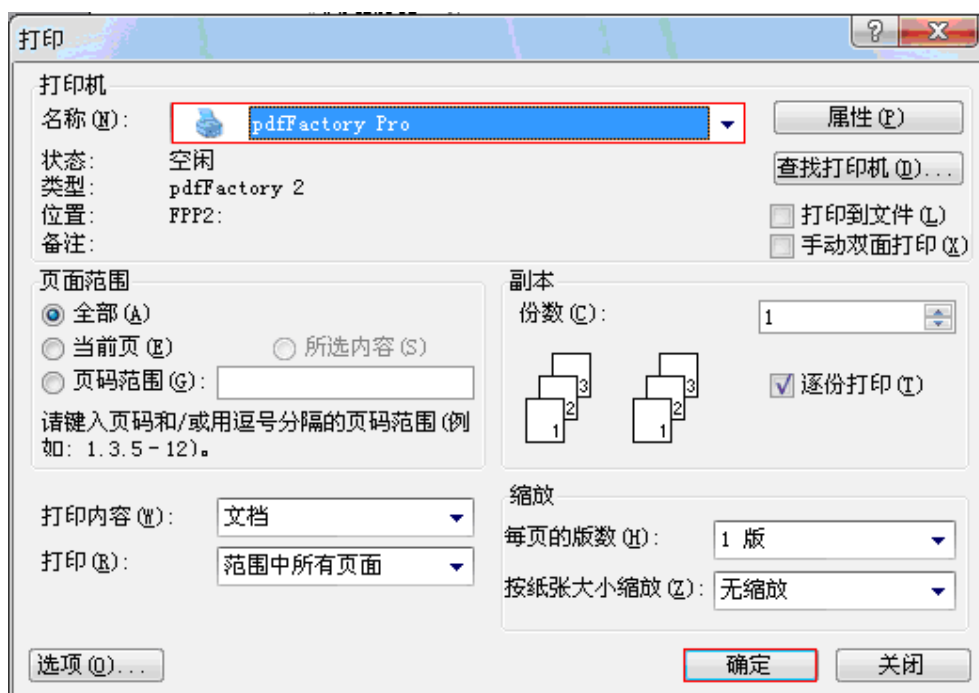 打印
打印机
名称(N): pdfFactory Pro 属性(P)
状态: 空闲 查找打印机(D)...
类型: pdfFactory 2
位置: FPP2: 打印到文件(L)
备注: 手动双面打印(X)
页面范围 副本
全部(A) 份数(C): 1
当前页(E) 所选内容(S)
页码范围(G): 逐份打印(T)
请键入页码和/或用逗号分隔的页码范围(例
如: 1.3.5-12)。
3 2 1 3 2 1
缩放
打印内容(W): 文档 每页的版数(H): 1 版
打印(R): 范围中所有页面 按纸张大小缩放(Z): 无缩放
选项(O)... 确定 关闭